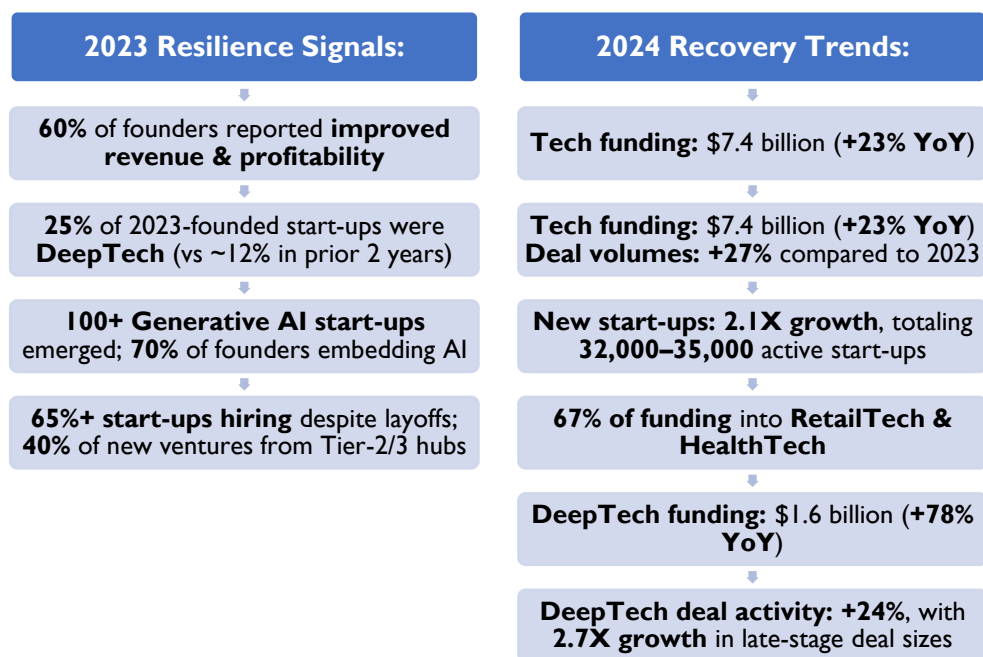 2023 Resilience Signals:
60% of founders reported improved
revenue & profitability
25% of 2023-founded start-ups were
DeepTech (vs ~12% in prior 2 years)
100+ Generative AI start-ups
emerged; 70% of founders embedding AI
65%+ start-ups hiring despite layoffs;
40% of new ventures from Tier-2/3 hubs
2024 Recovery Trends:
Tech funding: $7.4 billion (+23% YoY)
Tech funding: $7.4 billion (+23% YoY)
Deal volumes: +27% compared to 2023
New start-ups: 2.1X growth, totaling
32,000–35,000 active start-ups
67% of funding into RetailTech &
HealthTech
DeepTech funding: $1.6 billion (+78%
YoY)
DeepTech deal activity: +24%, with
2.7X growth in late-stage deal sizes